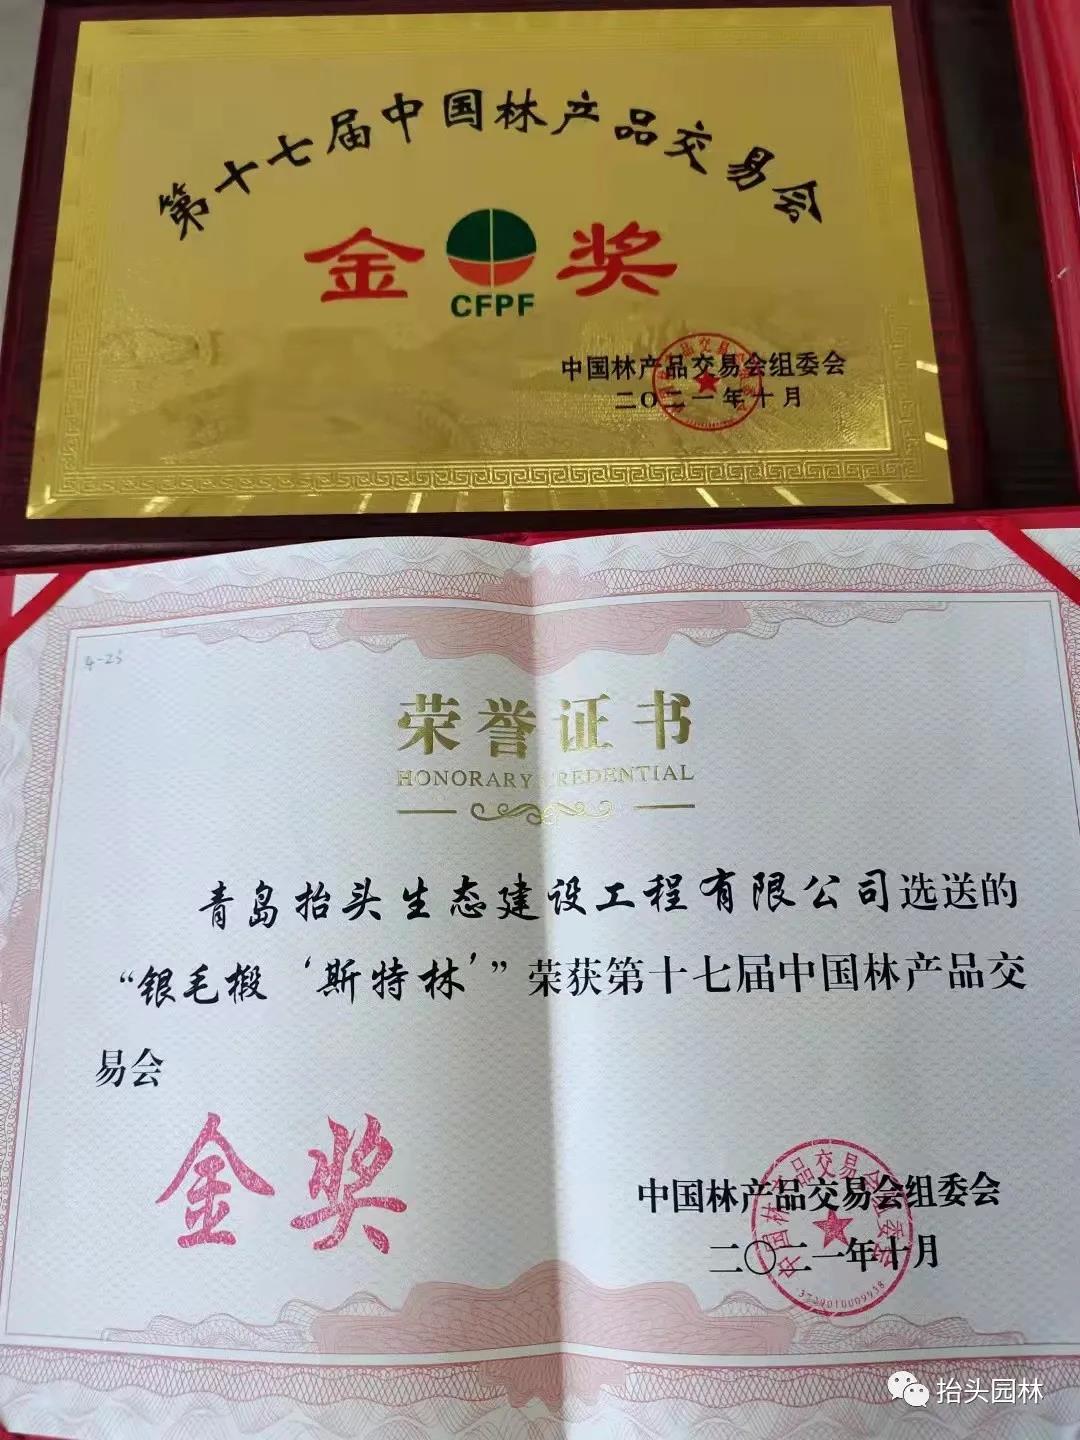 第十七届中国林产品交易会
金奖
CFPF
中国林产品交易会组委会
二〇二一年十月
4-23
荣誉证书
HONORARY CREDENTIAL
青岛抬头生态建设工程有限公司选送的
“银毛椴‘斯特林’”荣获第十七届中国林产品交
易会
金奖
中国林产品交易会组委会
二〇二一年十月
抬头园林